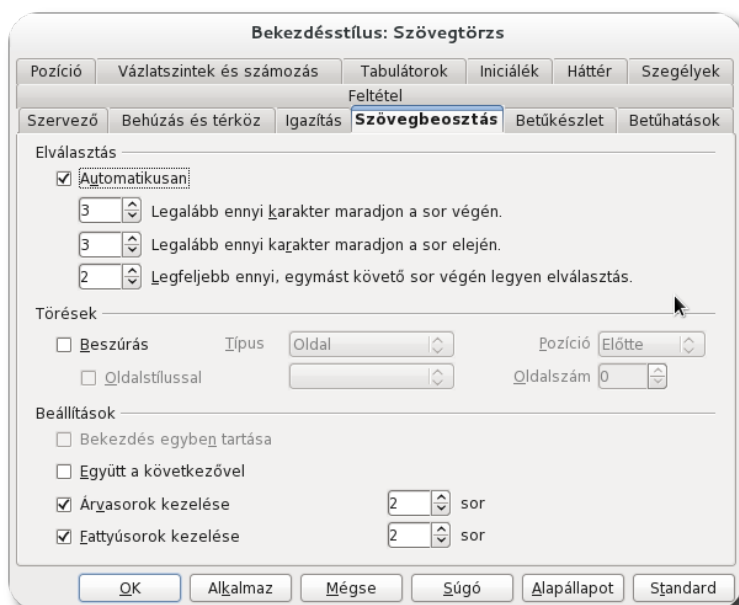 Bekezdésstílus: Szövegtörzs
Pozíció Vázlatszintek és számozás Tabulátorok Iniciálék Háttér Szegélyek
Feltétel
Szervező Behúzás és térköz Igazítás Szövegbeosztás Betűkészlet Betűhatások
Elválasztás
Automatikusan
3 Legalább ennyi karakter maradjon a sor végén.
3 Legalább ennyi karakter maradjon a sor elején.
2 Legfeljebb ennyi, egymást követő sor végén legyen elválasztás.
Törések
Beszúrás Típus Oldal Pozíció Előtte
Oldalstílussal Oldalszám 0
Beállítások
Bekezdés egyben tartása
Együtt a következővel
Árvasorok kezelése 2 sor
Fattyúsorok kezelése 2 sor
OK Alkalmaz Mégse Súgó Alapállapot Standard